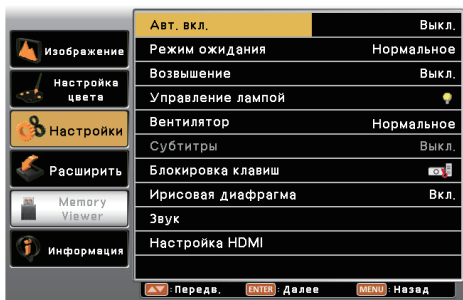 Изображение
Настройка
цвета
Настройки
Расширить
Memory
Viewer
Информация
Авт. вкл. Выкл.
Режим ожидания Нормальное
Возвышение Выкл.
Управление лампой
Вентилятор Нормальное
Субтитры Выкл.
Блокировка клавиш
Ирисовая диафрагма Вкл.
Звук
Настройка HDMI
:Передв. ENTER :Далее MENU :Назад